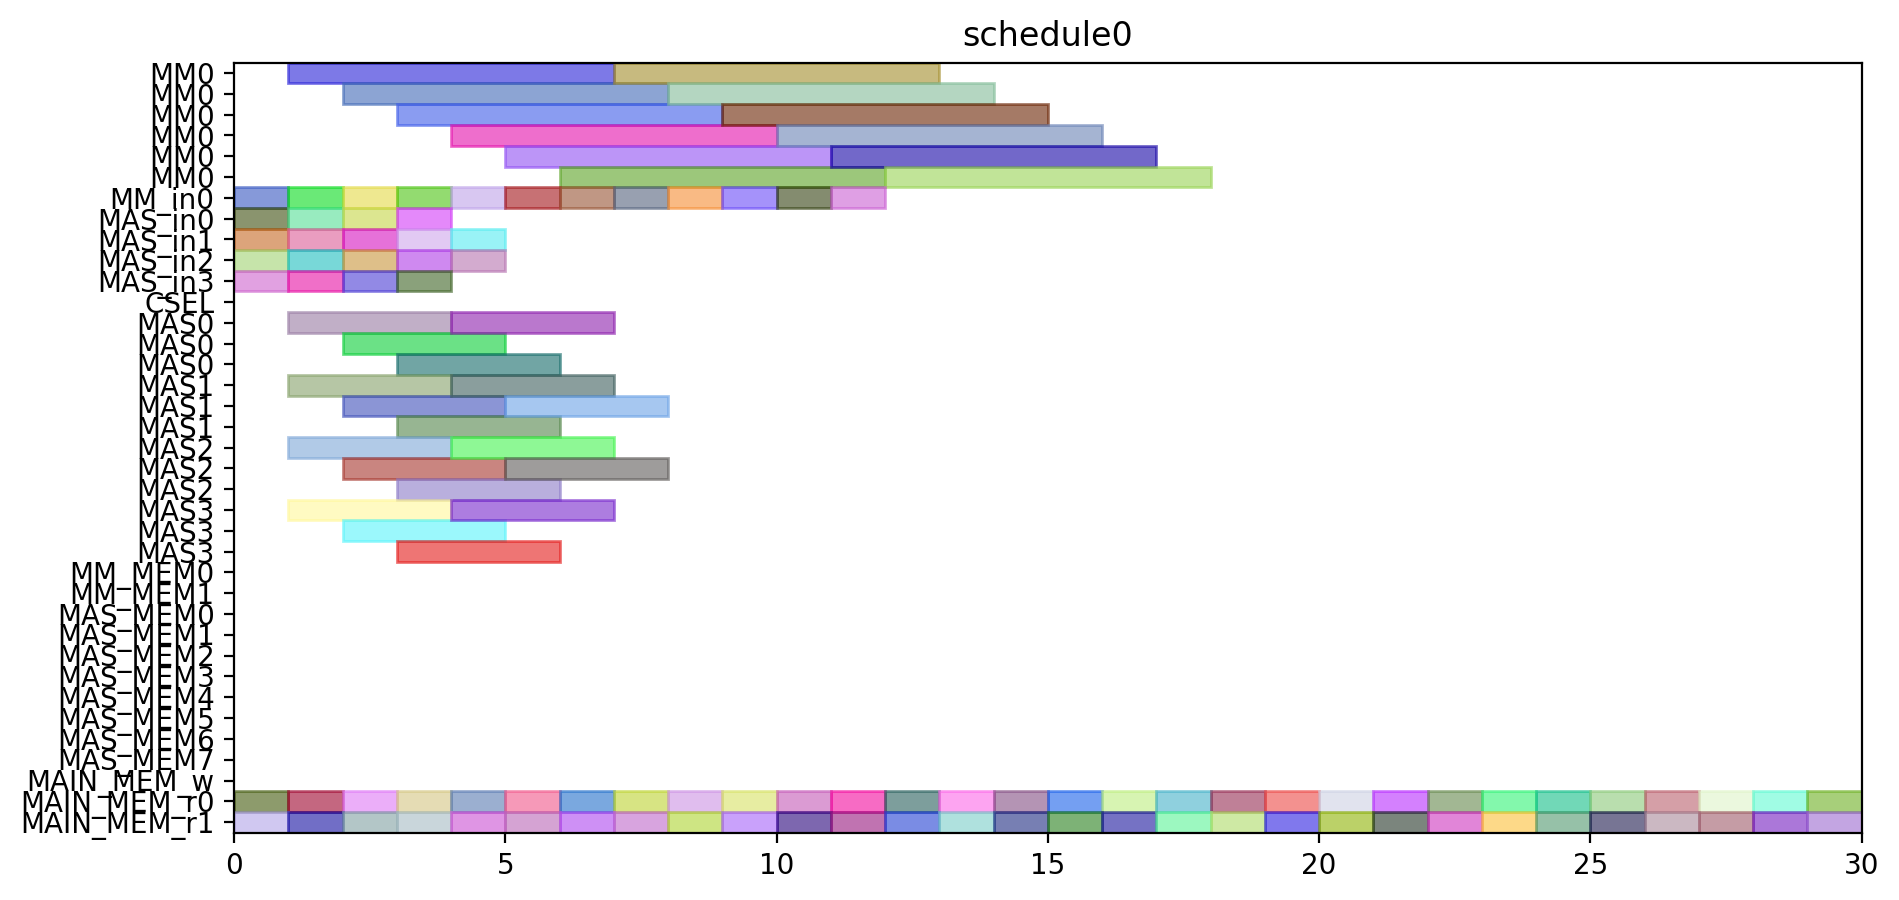 schedule0
MM0
MM0
MM0
MM0
MM0
MM0
MM_in0
MAS_in0
MAS_in1
MAS_in2
MAS_in3
CSEL
MAS0
MAS0
MAS0
MAS1
MAS1
MAS1
MAS2
MAS2
MAS2
MAS3
MAS3
MAS3
MM_MEM0
MM_MEM1
MAS_MEM0
MAS_MEM1
MAS_MEM2
MAS_MEM3
MAS_MEM4
MAS_MEM5
MAS_MEM6
MAS_MEM7
MAIN_MEM_w
MAIN_MEM_r0
MAIN_MEM_r1
0 5 10 15 20 25 30